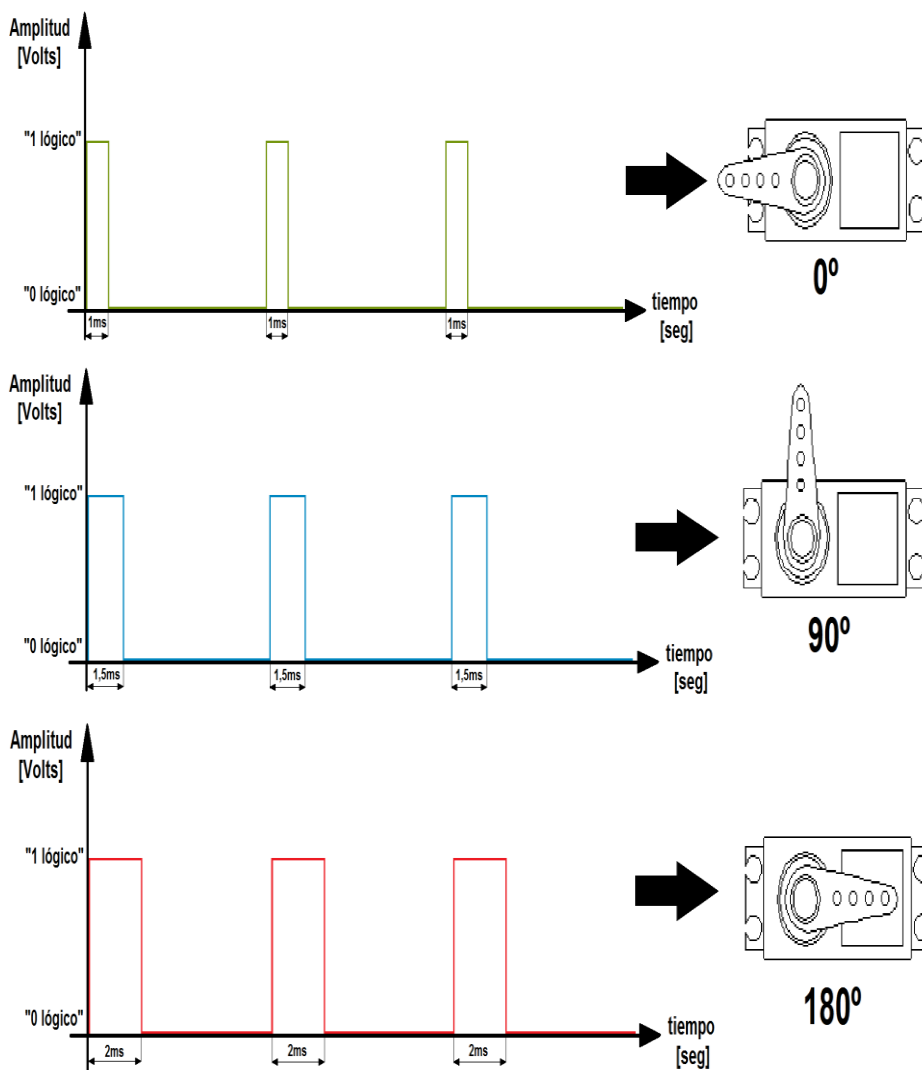 Amplitud
[Volts]
"1 lógico"
"0 lógico"
1ms
1ms
1ms
tiempo
[seg]
0º
Amplitud
[Volts]
"1 lógico"
"0 lógico"
1,5ms
1,5ms
1,5ms
tiempo
[seg]
90º
Amplitud
[Volts]
"1 lógico"
"0 lógico"
2ms
2ms
2ms
tiempo
[seg]
180º